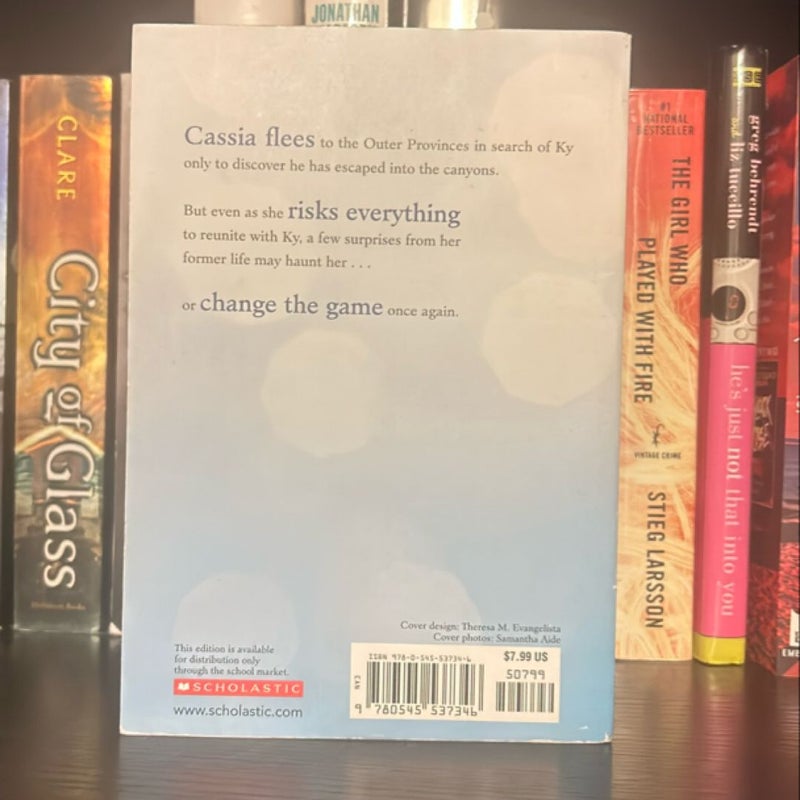 JONATHAN
CLARE
City of Glass
Cassia flees to the Outer Provinces in search of Ky
only to discover he has escaped into the canyons.
But even as she risks everything
to reunite with Ky, a few surprises from her
former life may haunt her . . .
or change the game once again.
Cover design: Theresa M. Evangelista
Cover photos: Samantha Aide
This edition is available
for distribution only
through the school market.
SCHOLASTIC
www.scholastic.com
ISBN 978-0-545-53734-6
$7.99 US
50799
EAN
9 780545 537346
#1
NATIONAL
BESTSELLER
THE GIRL WHO
PLAYED WITH FIRE
VINTAGE CRIME
STIEG LARSSON
greg behrendt
and liz tuccillo
he's just not that into you